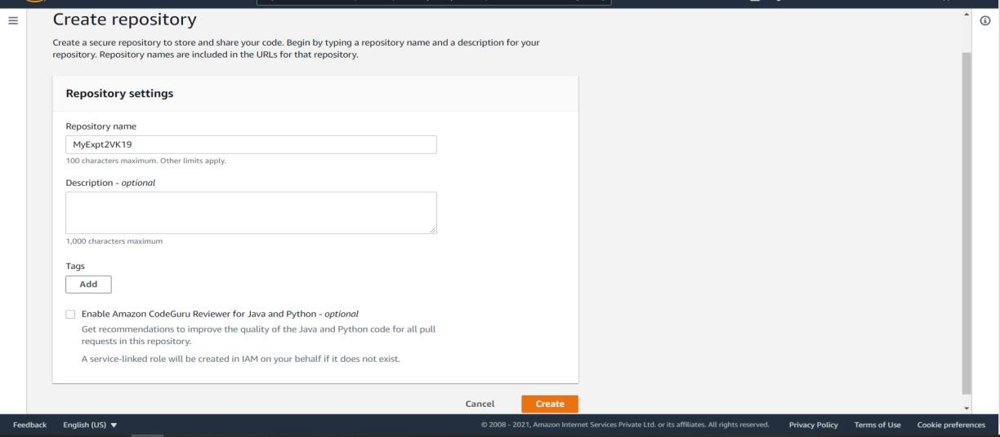 Create repository
Create a secure repository to store and share your code. Begin by typing a repository name and a description for your
repository. Repository names are included in the URLs for that repository.
Repository settings
Repository name
MyExpt2VK19
100 characters maximum. Other limits apply.
Description - optional
1,000 characters maximum
Tags
Add
Enable Amazon CodeGuru Reviewer for Java and Python - optional
Get recommendations to improve the quality of the Java and Python code for all pull
requests in this repository.
A service-linked role will be created in IAM on your behalf if it does not exist.
Cancel Create
Feedback English (US) © 2008 - 2021, Amazon Internet Services Private Ltd. or its affiliates. All rights reserved. Privacy Policy Terms of Use Cookie preferences